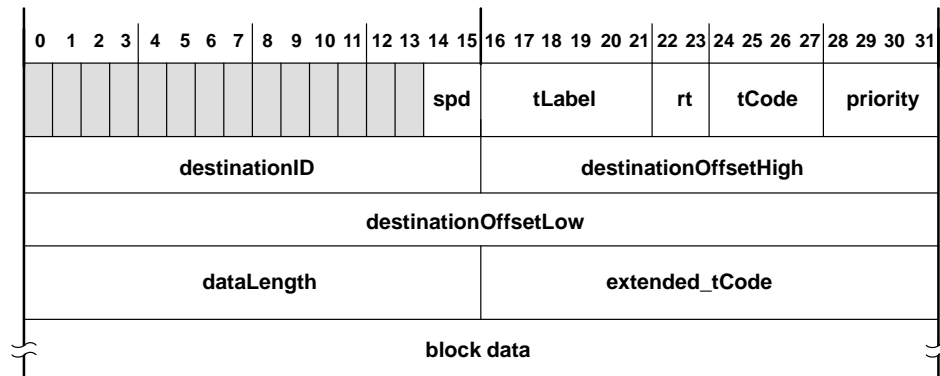 0 1 2 3 4 5 6 7 8 9 10 11 12 13 14 15 16 17 18 19 20 21 22 23 24 25 26 27 28 29 30 31
spd tLabel rt tCode priority
destinationID destinationOffsetHigh
destinationOffsetLow
dataLength extended_tCode
block data